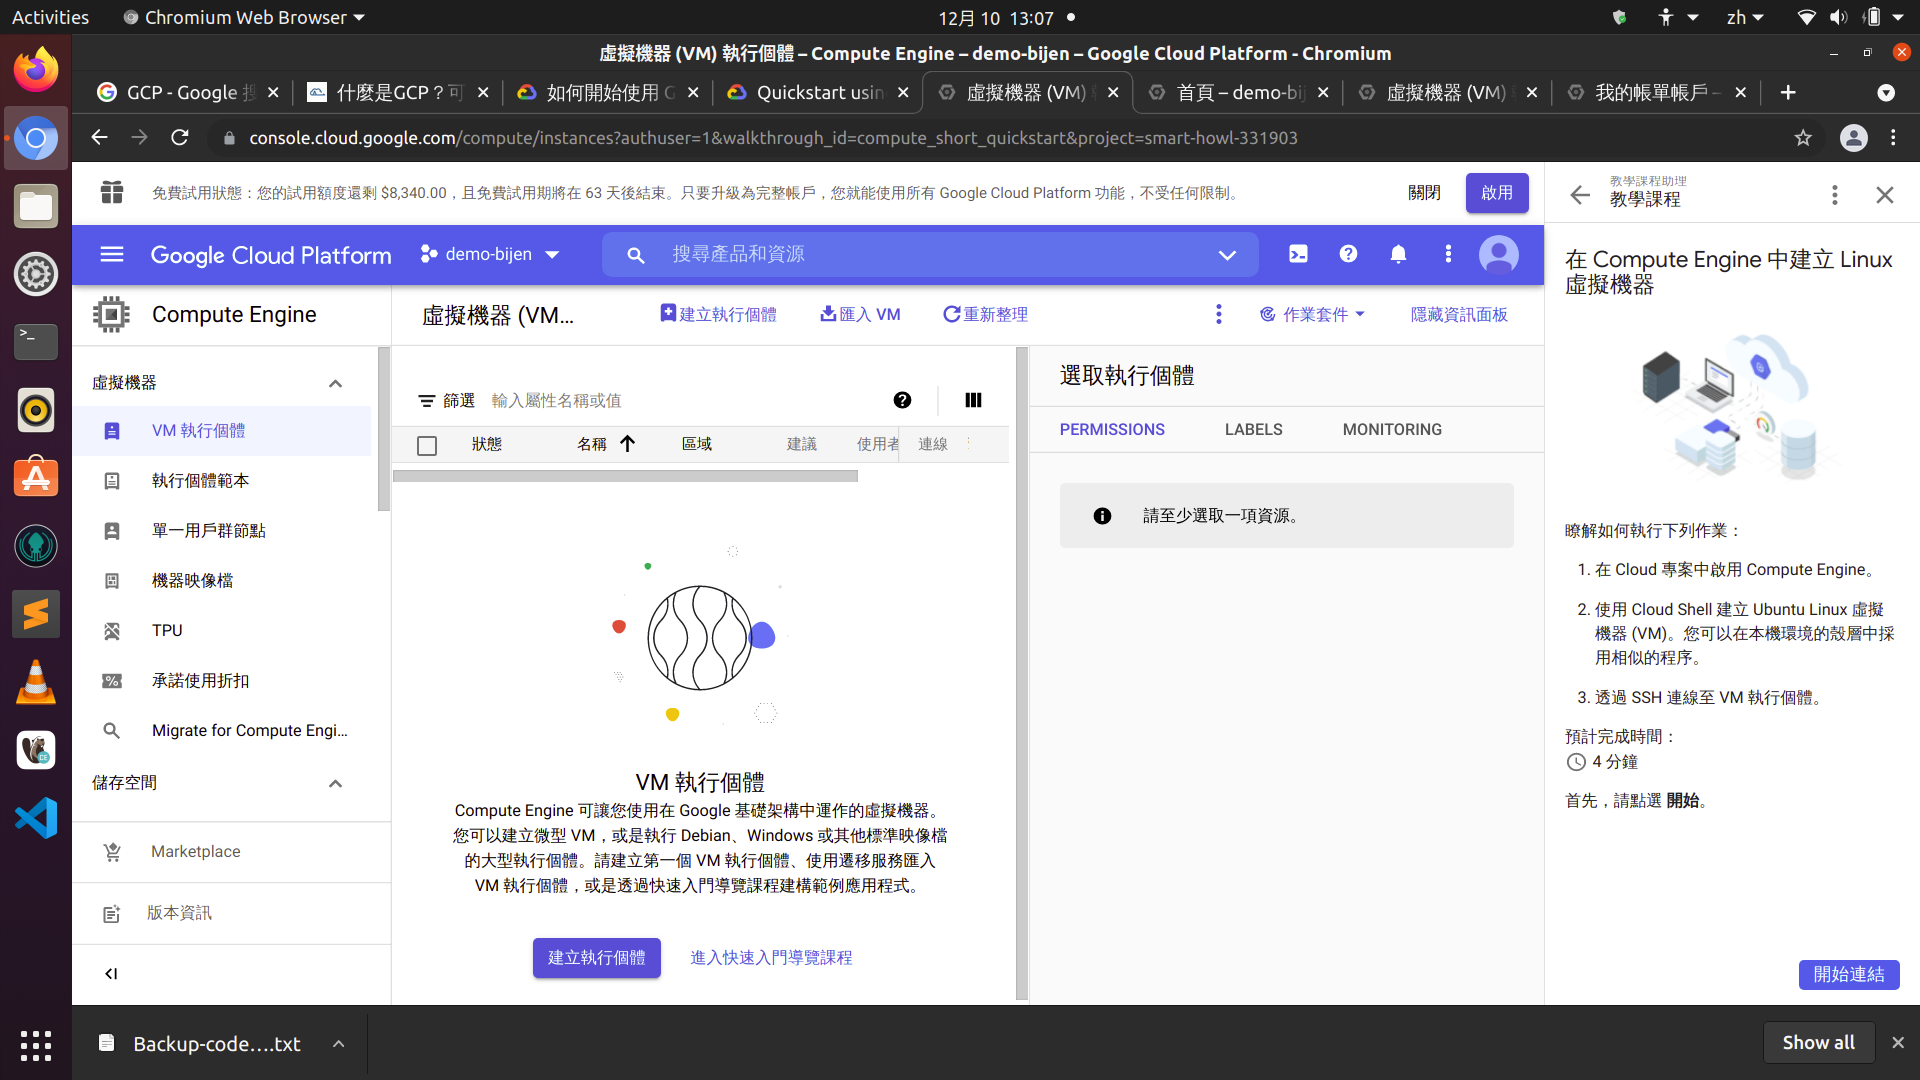 Activities
Chromium Web Browser
12月 10 13:07
zh
虛擬機器 (VM) 執行個體 – Compute Engine – demo-bijen – Google Cloud Platform - Chromium
GCP - Google
什麼是GCP？可
如何開始使用 G
Quickstart usin
虛擬機器 (VM)
首頁 – demo-bij
虛擬機器 (VM)
我的帳單帳戶 –
console.cloud.google.com/compute/instances?authuser=1&walkthrough_id=compute_short_quickstart&project=smart-howl-331903
免費試用狀態：您的試用額度還剩 $8,340.00，且免費試用期將在 63 天後結束。只要升級為完整帳戶，您就能使用所有 Google Cloud Platform 功能，不受任何限制。
關閉
啟用
Google Cloud Platform
demo-bijen
搜尋產品和資源
Compute Engine
虛擬機器 (VM...
建立執行個體
匯入 VM
重新整理
作業套件
隱藏資訊面板
虛擬機器
VM 執行個體
執行個體範本
單一用戶群節點
機器映像檔
TPU
承諾使用折扣
Migrate for Compute Engi...
儲存空間
Marketplace
版本資訊
篩選
輸入屬性名稱或值
狀態
名稱
區域
建議
使用者
連線
VM 執行個體
Compute Engine 可讓您使用在 Google 基礎架構中運作的虛擬機器。
您可以建立微型 VM，或是執行 Debian、Windows 或其他標準映像檔
的大型執行個體。請建立第一個 VM 執行個體、使用遷移服務匯入
VM 執行個體，或是透過快速入門導覽課程建構範例應用程式。
建立執行個體
進入快速入門導覽課程
選取執行個體
PERMISSIONS
LABELS
MONITORING
請至少選取一項資源。
教學課程助理
教學課程
在 Compute Engine 中建立 Linux
虛擬機器
瞭解如何執行下列作業：
1. 在 Cloud 專案中啟用 Compute Engine。
2. 使用 Cloud Shell 建立 Ubuntu Linux 虛擬
機器 (VM)。您可以在本機環境的殼層中採
用相似的程序。
3. 透過 SSH 連線至 VM 執行個體。
預計完成時間：
4 分鐘
首先，請點選 開始。
開始連結
Backup-code....txt
Show all